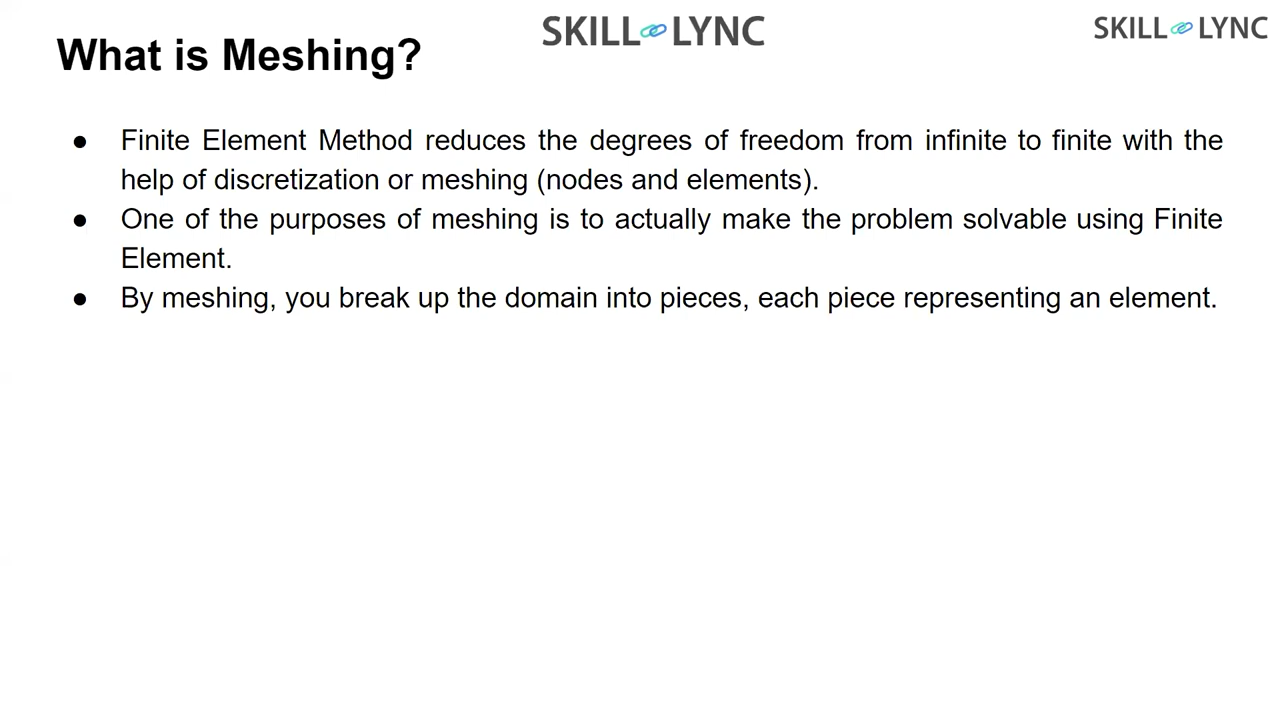 SKILL LYNC
SKILL LYNC
What is Meshing?
● Finite Element Method reduces the degrees of freedom from infinite to finite with the
help of discretization or meshing (nodes and elements).
● One of the purposes of meshing is to actually make the problem solvable using Finite
Element.
● By meshing, you break up the domain into pieces, each piece representing an element.